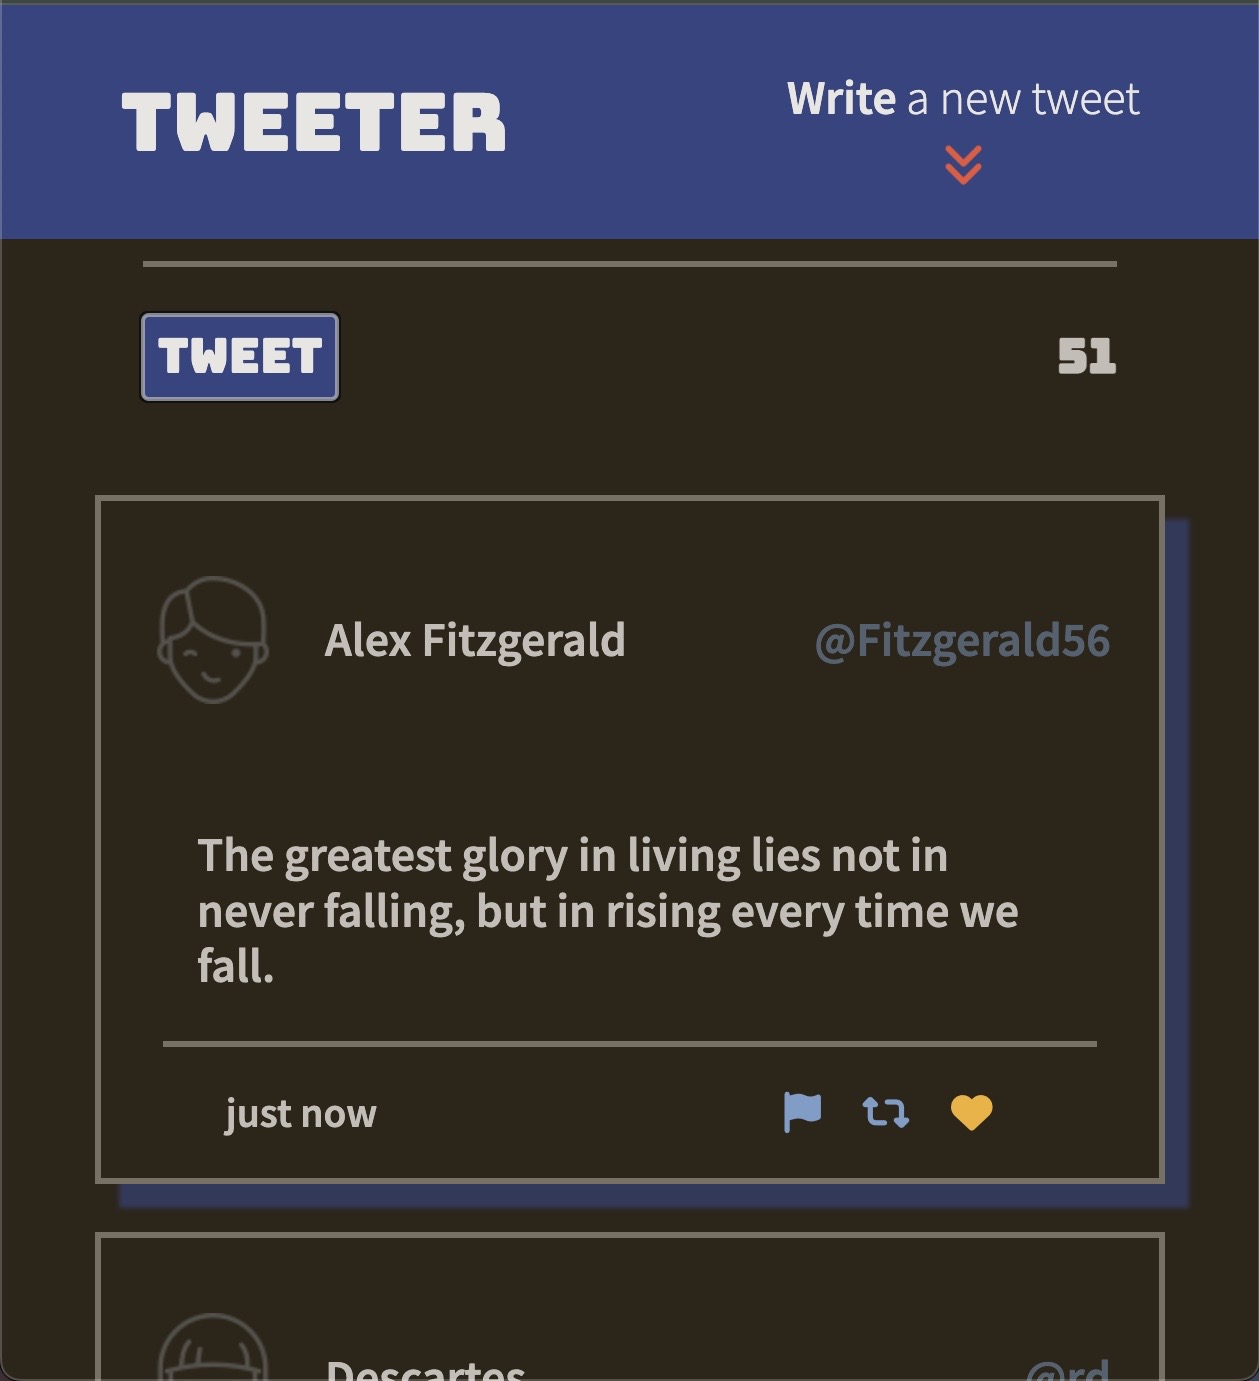 TWEETER
Write a new tweet
TWEET
51
Alex Fitzgerald
@Fitzgerald56
The greatest glory in living lies not in
never falling, but in rising every time we
fall.
just now
Descartes
@rd